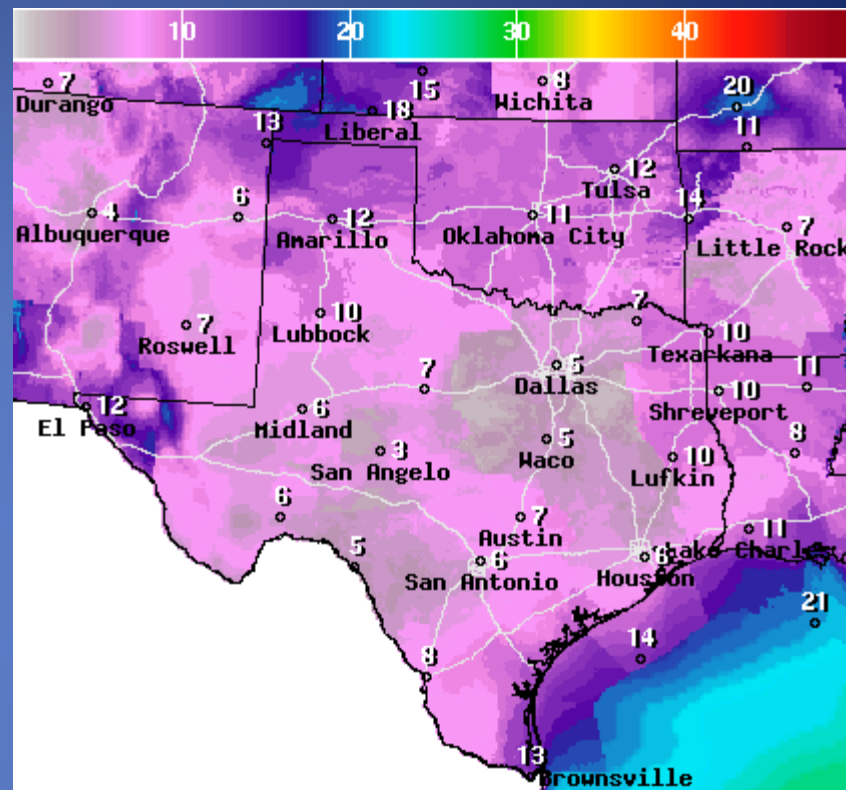 10 20 30 40
7
Durango
15
8
Wichita
20
18
Liberal
13
11
12
Tulsa
4
Albuquerque
6
12
Amarillo
11
Oklahoma City
14
7
Little Rock
7
Roswell
10
Lubbock
7
10
Texarkana
5
Dallas
7
11
10
Shreveport
12
El Paso
6
Midland
3
San Angelo
5
Waco
10
Lufkin
8
6
7
Austin
11
Lake Charles
5
6
San Antonio
Houston
21
14
8
13
Brownsville